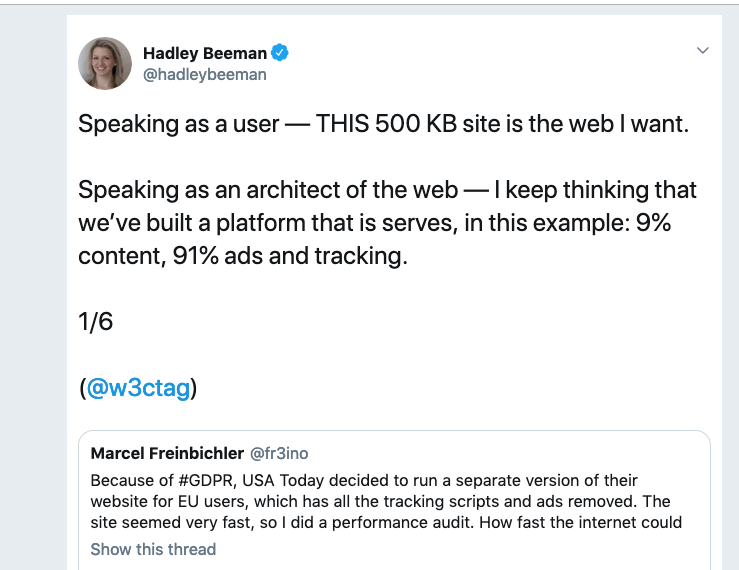 Hadley Beeman
@hadleybeeman
Speaking as a user — THIS 500 KB site is the web I want.
Speaking as an architect of the web — I keep thinking that
we’ve built a platform that is serves, in this example: 9%
content, 91% ads and tracking.
1/6
(@w3ctag)
Marcel Freinbichler @fr3ino
Because of #GDPR, USA Today decided to run a separate version of their
website for EU users, which has all the tracking scripts and ads removed. The
site seemed very fast, so I did a performance audit. How fast the internet could
Show this thread